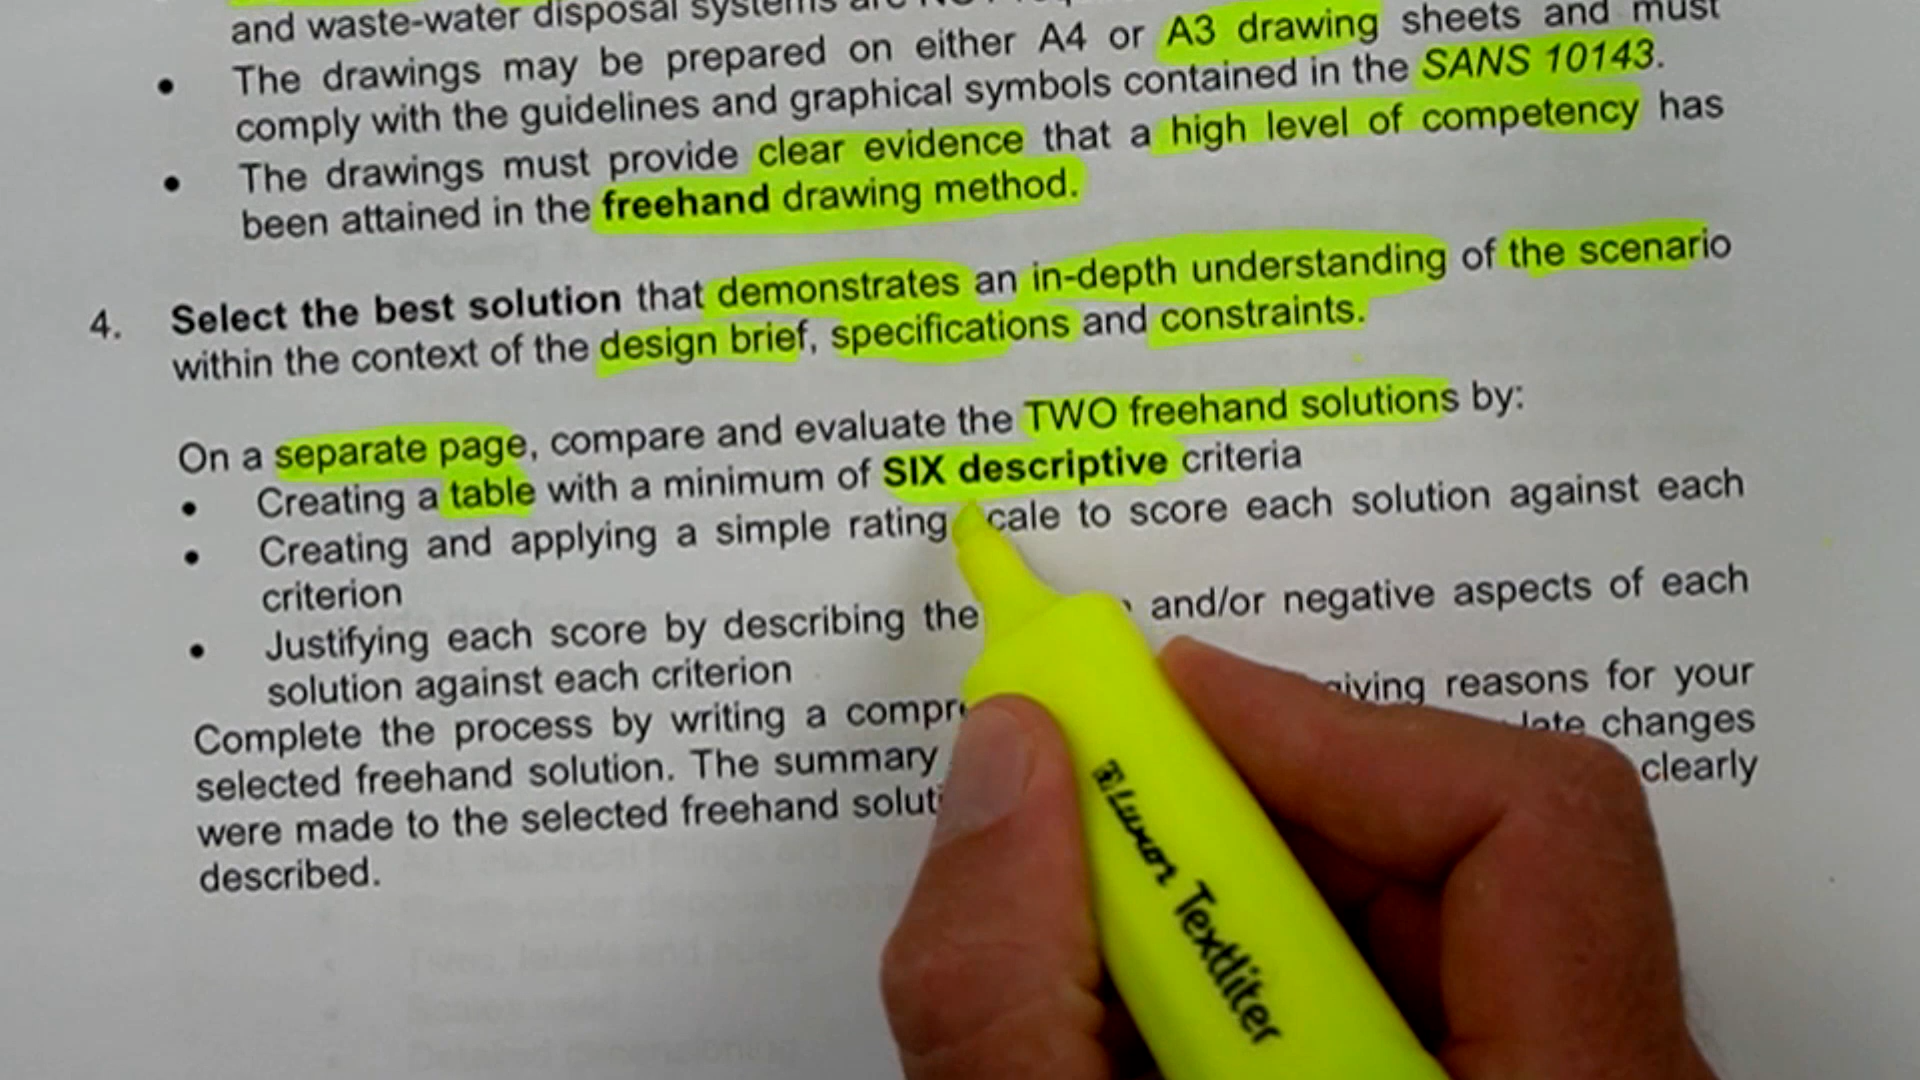 and waste-water disposal systems are NOT
• The drawings may be prepared on either A4 or A3 drawing sheets and must
comply with the guidelines and graphical symbols contained in the SANS 10143.
• The drawings must provide clear evidence that a high level of competency has
been attained in the freehand drawing method.
4. Select the best solution that demonstrates an in-depth understanding of the scenario
within the context of the design brief, specifications and constraints.
On a separate page, compare and evaluate the TWO freehand solutions by:
• Creating a table with a minimum of SIX descriptive criteria
• Creating and applying a simple rating cale to score each solution against each
criterion
• Justifying each score by describing the and/or negative aspects of each
solution against each criterion
Complete the process by writing a giving reasons for your
selected freehand solution. The summary changes
were made to the selected freehand clearly
described.
Luxor Textliter